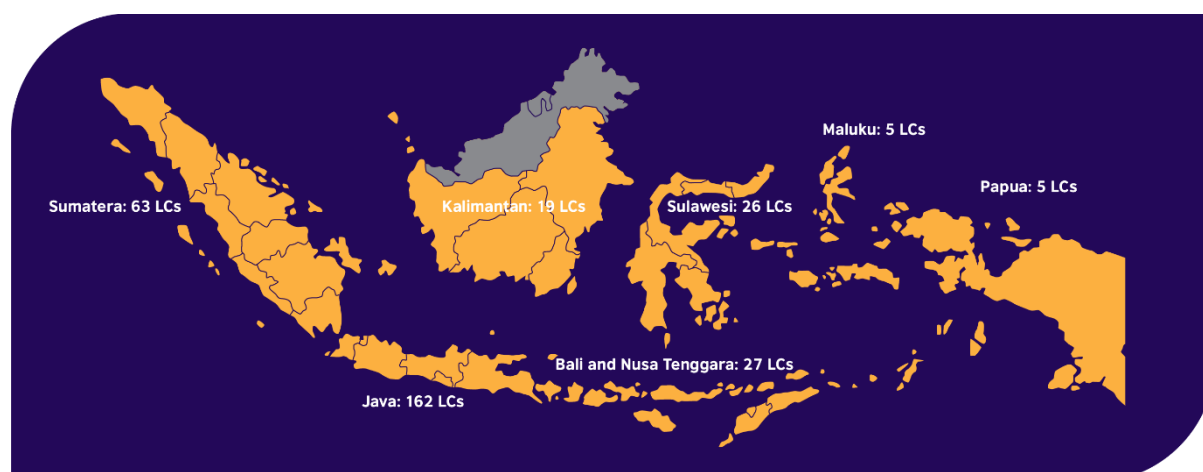 Maluku: 5 LCs
Papua: 5 LCs
Sumatera: 63 LCs
Kalimantan: 19 LCs
Sulawesi: 26 LCs
Bali and Nusa Tenggara: 27 LCs
Java: 162 LCs